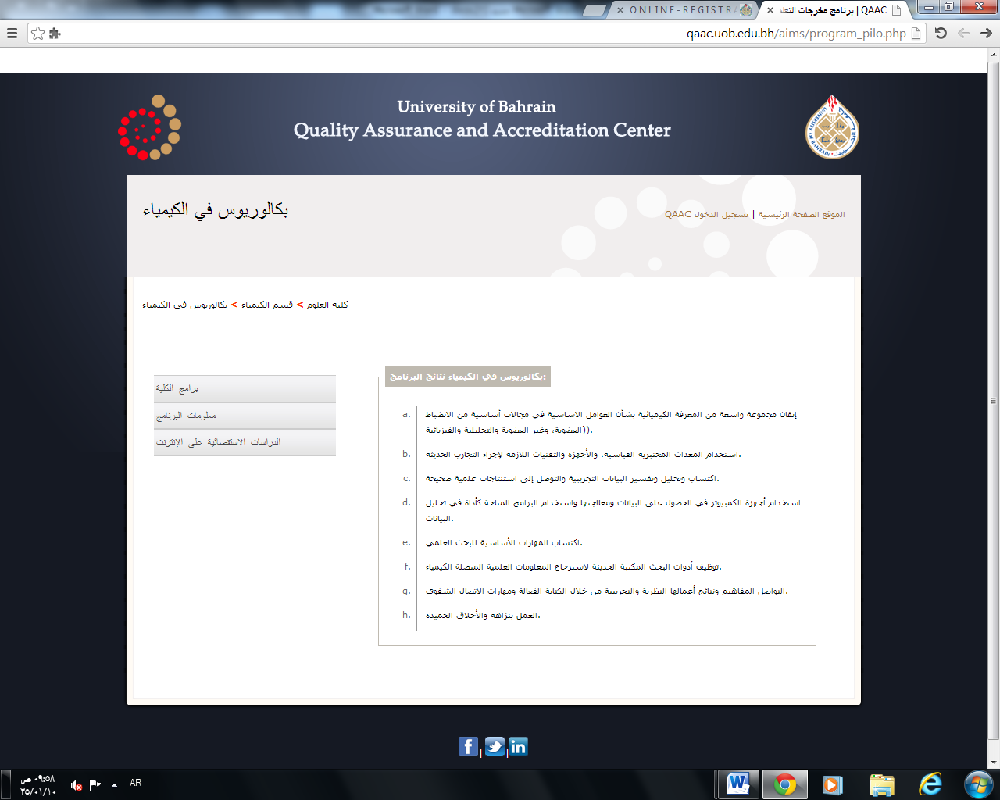 QAAC | برنامج مخرجات التعل
ONLINE-REGISTRA
qaac.uob.edu.bh/aims/program_pilo.php
University of Bahrain
Quality Assurance and Accreditation Center
UNIVERSITY OF BAHRAIN
بكالوريوس في الكيمياء
الموقع الصفحة الرئيسية | تسجيل الدخول QAAC
كلية العلوم > قسم الكيمياء > بكالوريوس في الكيمياء
برامج الكلية
معلومات البرنامج
الدراسات الاستقصائية على الإنترنت
بكالوريوس في الكيمياء نتائج البرنامج:
a. إتقان مجموعة واسعة من المعرفة الكيميائية بشأن العوامل الاساسية في مجالات أساسية من الانضباط
العضوية، وغير العضوية والتحليلية والفيزيائية)).
b. استخدام المعدات المختبرية القياسية، والأجهزة والتقنيات اللازمة لإجراء التجارب الحديثة.
c. اكتساب وتحليل وتفسير البيانات التجريبية والتوصل إلى استنتاجات علمية صحيحة.
d. استخدام أجهزة الكمبيوتر في الحصول على البيانات ومعالجتها واستخدام البرامج المتاحة كأداة في تحليل
البيانات.
e. اكتساب المهارات الأساسية للبحث العلمي.
f. توظيف أدوات البحث المكتبة الحديثة لاسترجاع المعلومات العلمية المتصلة الكيمياء.
g. التواصل المفاهيم ونتائج أعمالها النظرية والتجريبية من خلال الكتابة الفعالة ومهارات الاتصال الشفوي.
h. العمل بنزاهة والأخلاق الحميدة.
٠٩:٥٨ ص
٣٥/٠١/١٠
AR